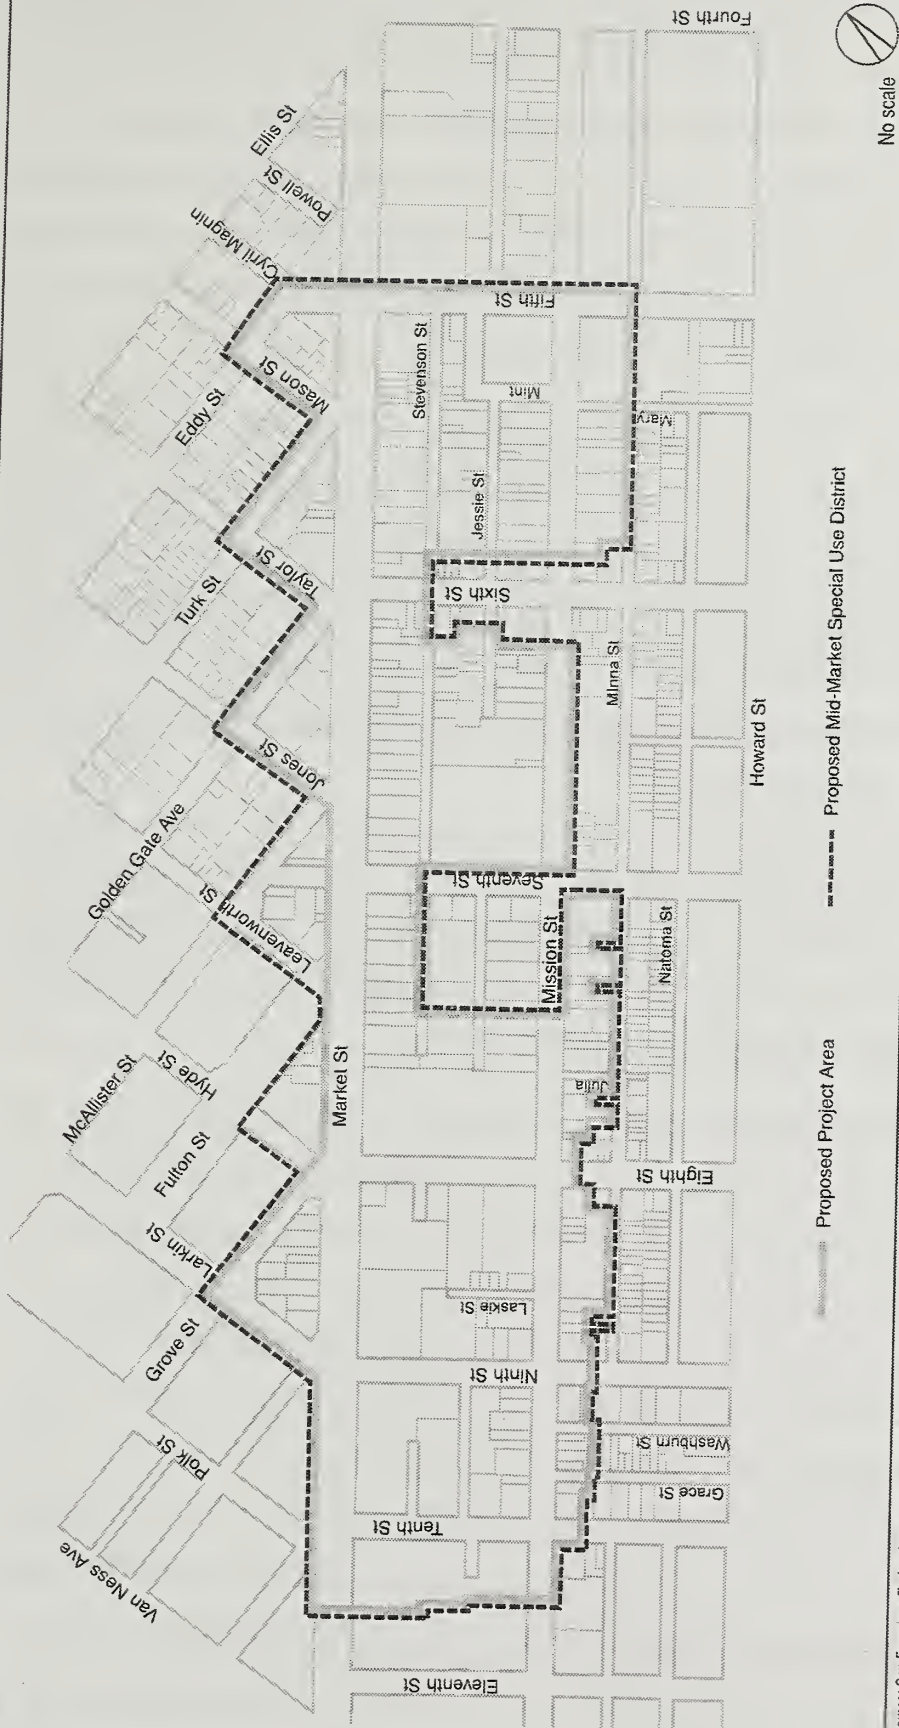 Fourth St
No scale
Ellis St
Powell St
Cyril Magnin
Fifth St
Mason St
Eddy St
Stevenson St
Mint
Mary
Jessie St
Taylor St
Turk St
Sixth St
Minna St
Jones St
Golden Gate Ave
Howard St
Leavenworth St
Seventh St
Mission St
Natoma St
Market St
Hyde St
McAllister St
Julia
Fulton St
Eighth St
Larkin St
Laskie St
Grove St
Ninth St
Polk St
Washburn St
Grace St
Tenth St
Van Ness Ave
Eleventh St
Proposed Project Area
Proposed Mid-Market Special Use District